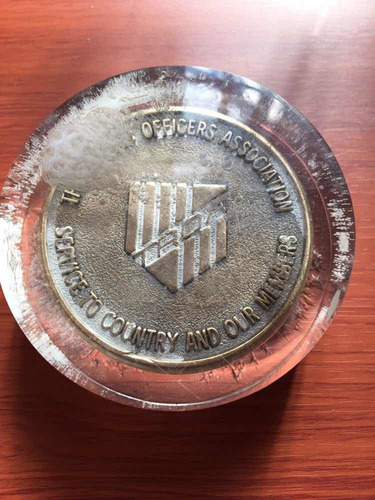 OFFICERS ASSOCIATION
SERVICE TO COUNTRY AND OUR MEMBERS